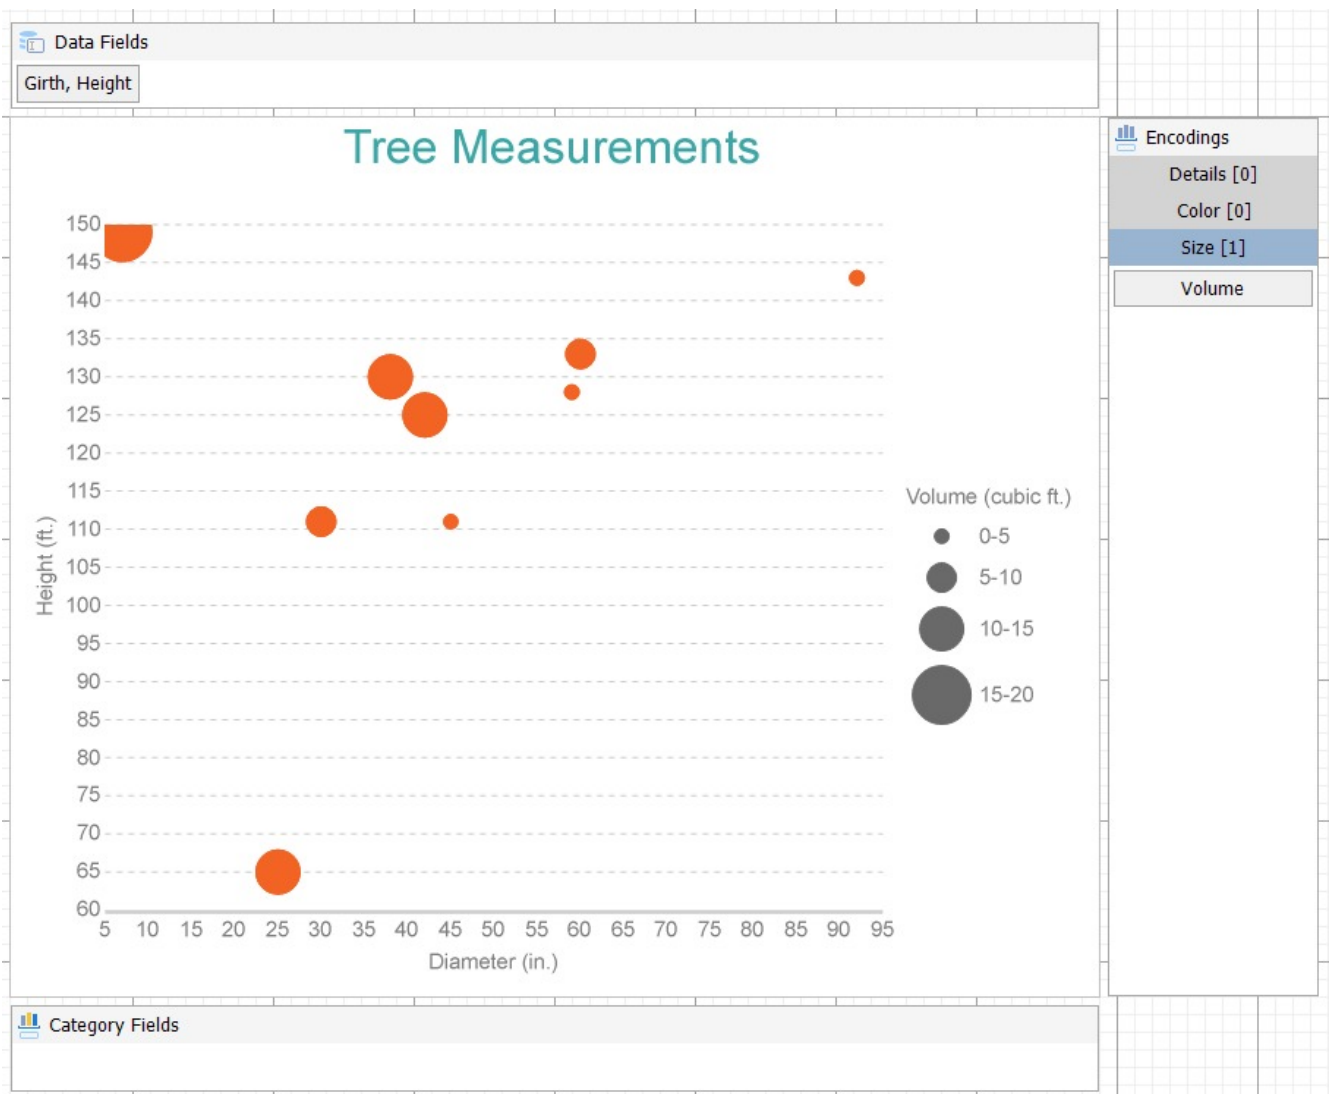 Data Fields
Girth, Height
Tree Measurements
Encodings
Details [0]
Color [0]
Size [1]
Volume
150
145
140
135
130
125
120
115
110
105
100
95
90
85
80
75
70
65
60
Height (ft.)
5 10 15 20 25 30 35 40 45 50 55 60 65 70 75 80 85 90 95
Diameter (in.)
Volume (cubic ft.)
0-5
5-10
10-15
15-20
Category Fields